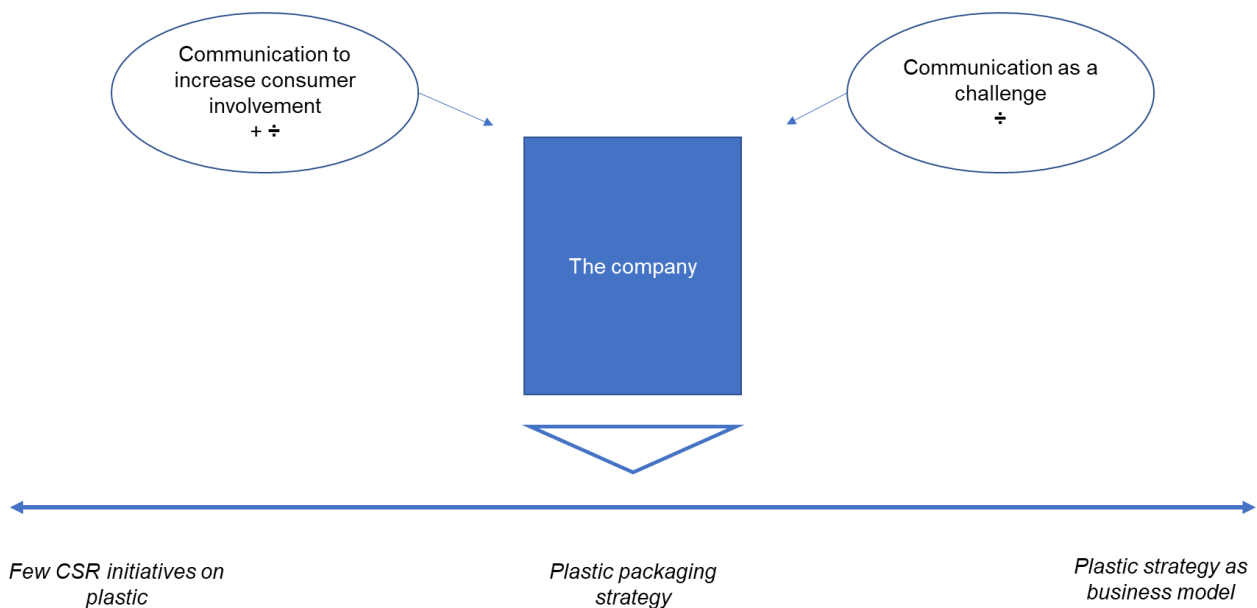 Communication to
increase consumer
involvement
+ ÷
Communication as a
challenge
÷
The company
Few CSR initiatives on
plastic
Plastic packaging
strategy
Plastic strategy as
business model